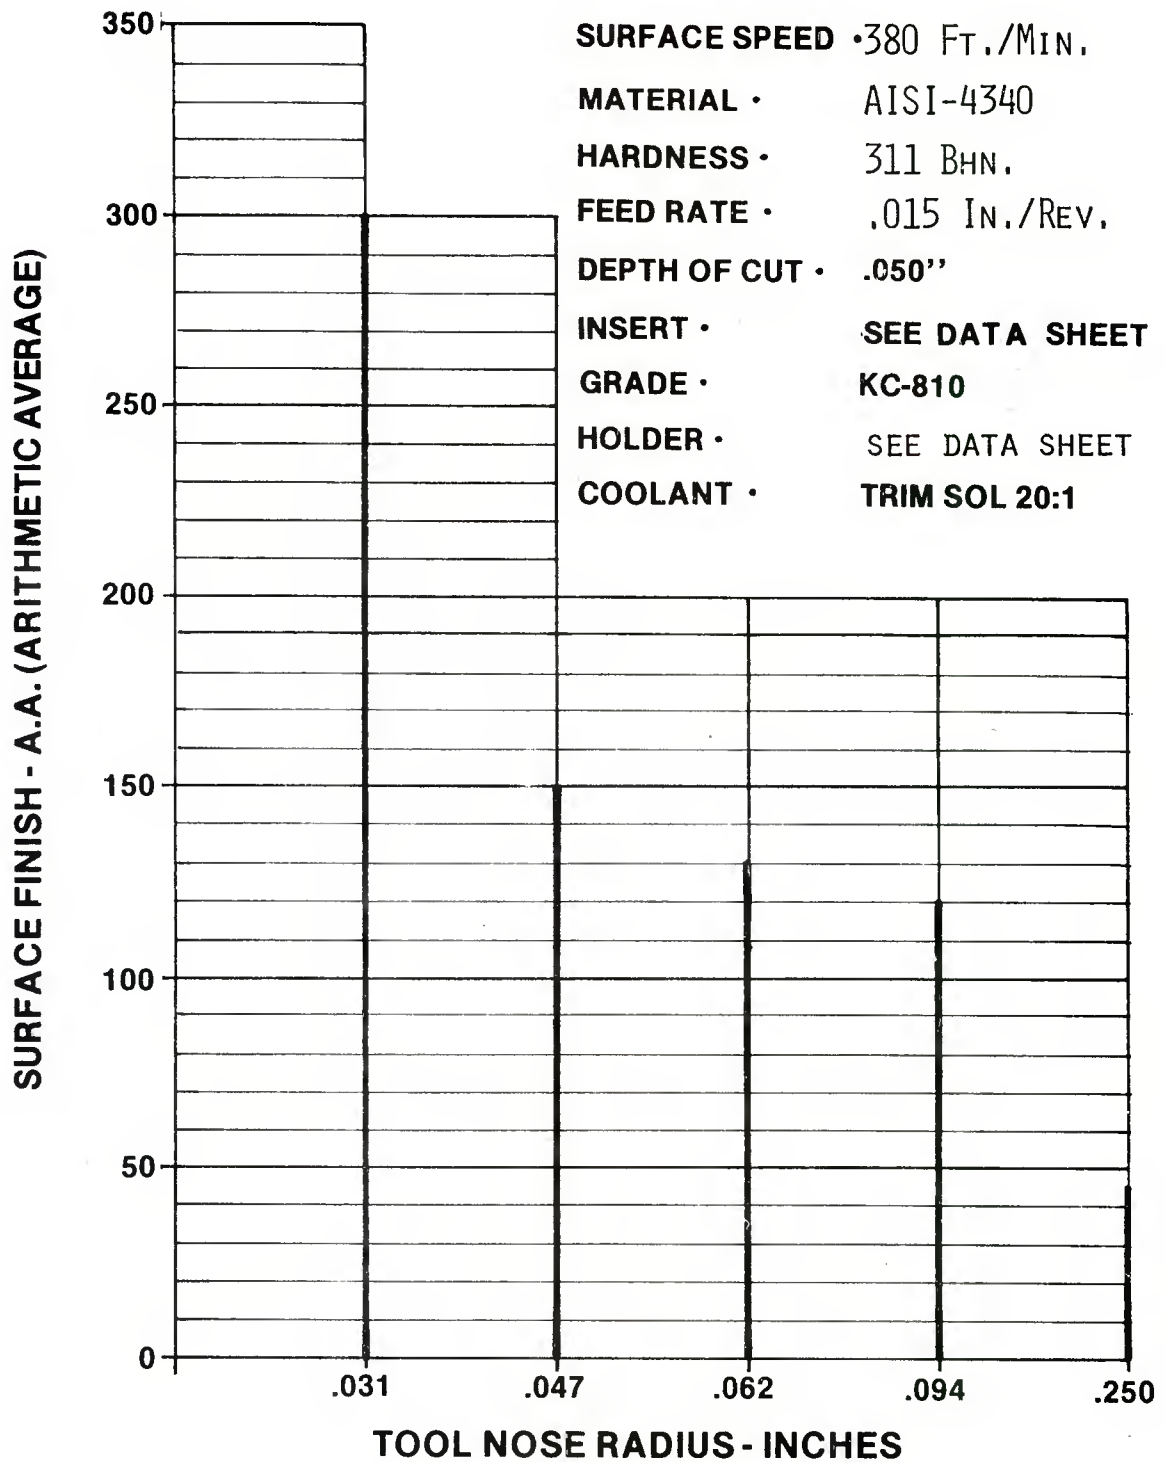 350
300
250
200
150
100
50
0
SURFACE FINISH - A.A. (ARITHMETIC AVERAGE)
SURFACE SPEED · 380 FT./MIN.
MATERIAL · AISI-4340
HARDNESS · 311 BHN.
FEED RATE · .015 IN./REV.
DEPTH OF CUT · .050’’
INSERT · SEE DATA SHEET
GRADE · KC-810
HOLDER · SEE DATA SHEET
COOLANT · TRIM SOL 20:1
.031 .047 .062 .094 .250
TOOL NOSE RADIUS - INCHES